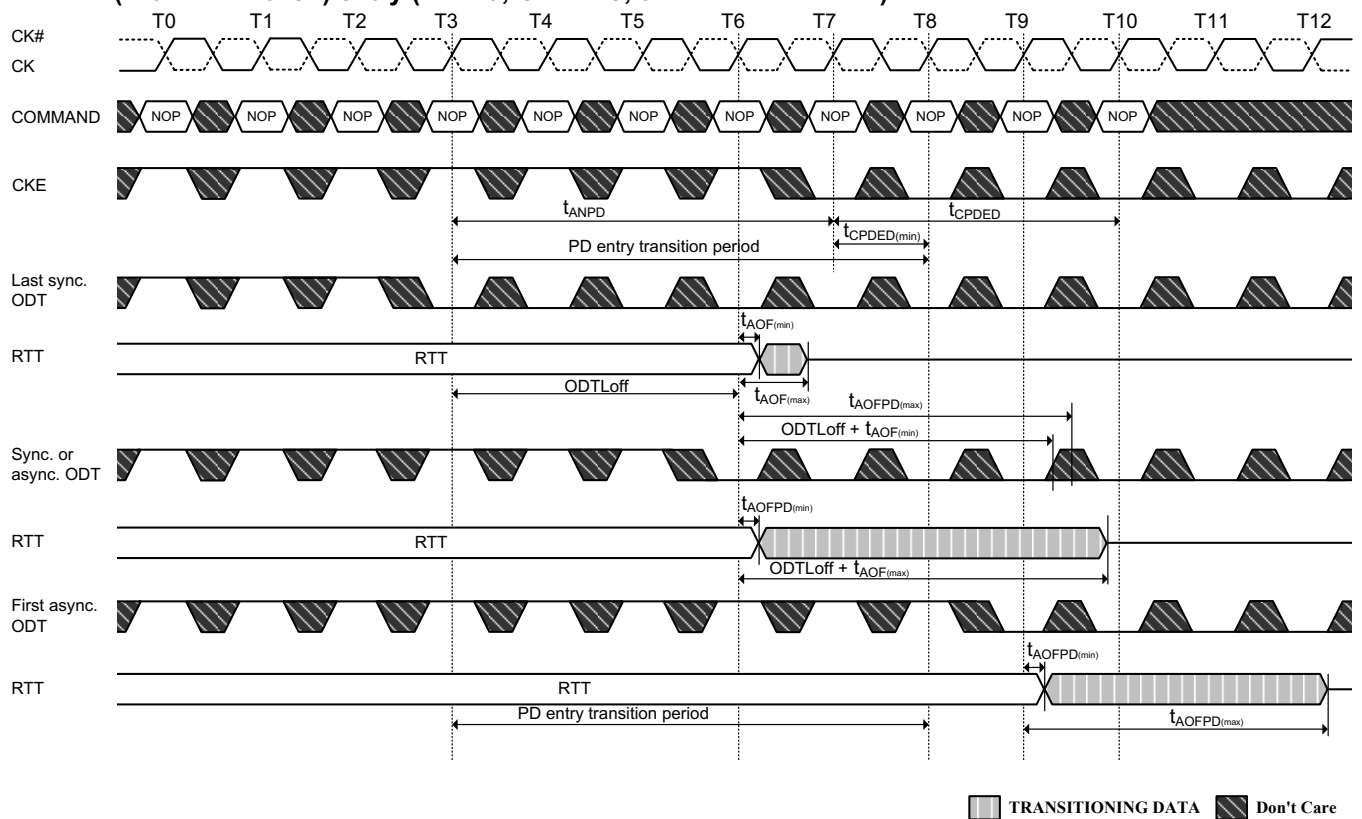 T0 T1 T2 T3 T4 T5 T6 T7 T8 T9 T10 T11 T12
CK#
CK
COMMAND NOP NOP NOP NOP NOP NOP NOP NOP NOP NOP NOP
CKE
tANPD tCPDED
tCPDED(min)
PD entry transition period
Last sync.
ODT
tAOF(min)
RTT RTT
ODTLoff tAOF(max)
tAOFPD(max)
ODTLoff + tAOF(min)
Sync. or
async. ODT
tAOFPD(min)
RTT RTT
ODTLoff + tAOF(max)
First async.
ODT
tAOFPD(min)
RTT RTT
PD entry transition period
tAOFPD(max)
TRANSITIONING DATA Don't Care